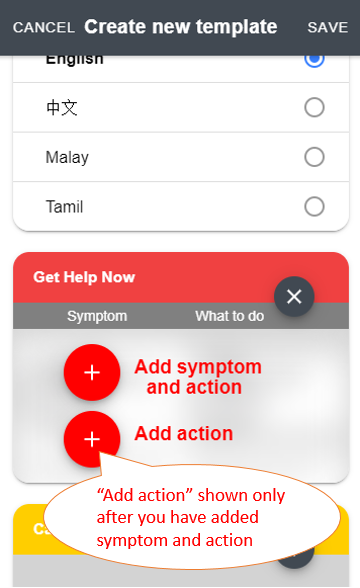 CANCEL Create new template SAVE
English
中文
Malay
Tamil
Get Help Now
Symptom What to do
Add symptom
and action
Add action
“Add action” shown only
after you have added
symptom and action